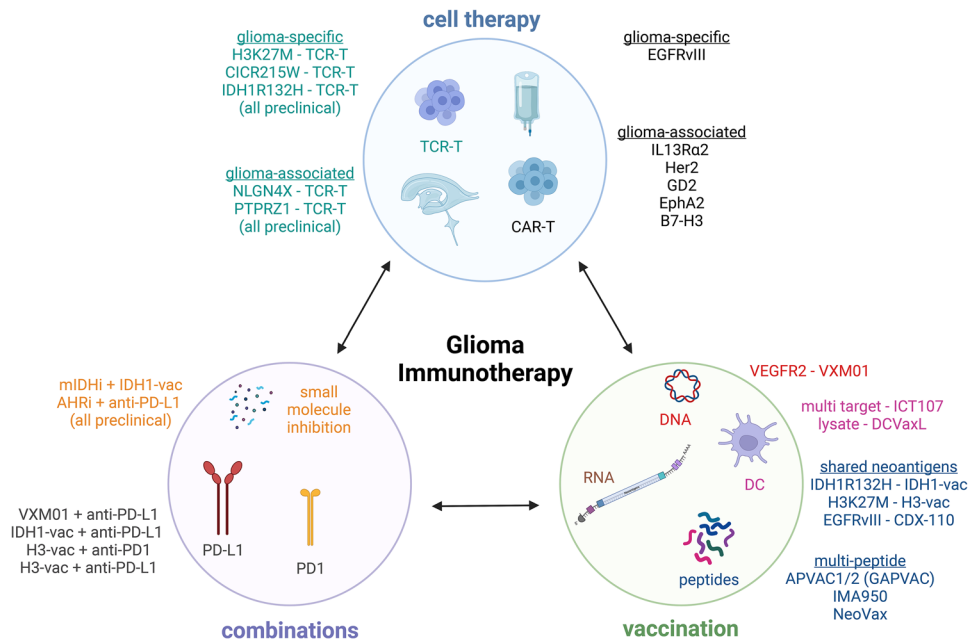 cell therapy
glioma-specific
H3K27M - TCR-T
CICR215W - TCR-T
IDH1R132H - TCR-T
(all preclinical)
glioma-associated
NLGN4X - TCR-T
PTPRZ1 - TCR-T
(all preclinical)
TCR-T
CAR-T
glioma-specific
EGFRvIII
glioma-associated
IL13Rα2
Her2
GD2
EphA2
B7-H3
Glioma
Immunotherapy
mIDHi + IDH1-vac
AHRi + anti-PD-L1
(all preclinical)
small
molecule
inhibition
VXM01 + anti-PD-L1
IDH1-vac + anti-PD-L1
H3-vac + anti-PD1
H3-vac + anti-PD-L1
PD-L1
PD1
combinations
DNA
RNA
DC
peptides
VEGFR2 - VXM01
multi target - ICT107
lysate - DCVaxL
shared neoantigens
IDH1R132H - IDH1-vac
H3K27M - H3-vac
EGFRvIII - CDX-110
multi-peptide
APVAC1/2 (GAPVAC)
IMA950
NeoVax
vaccination